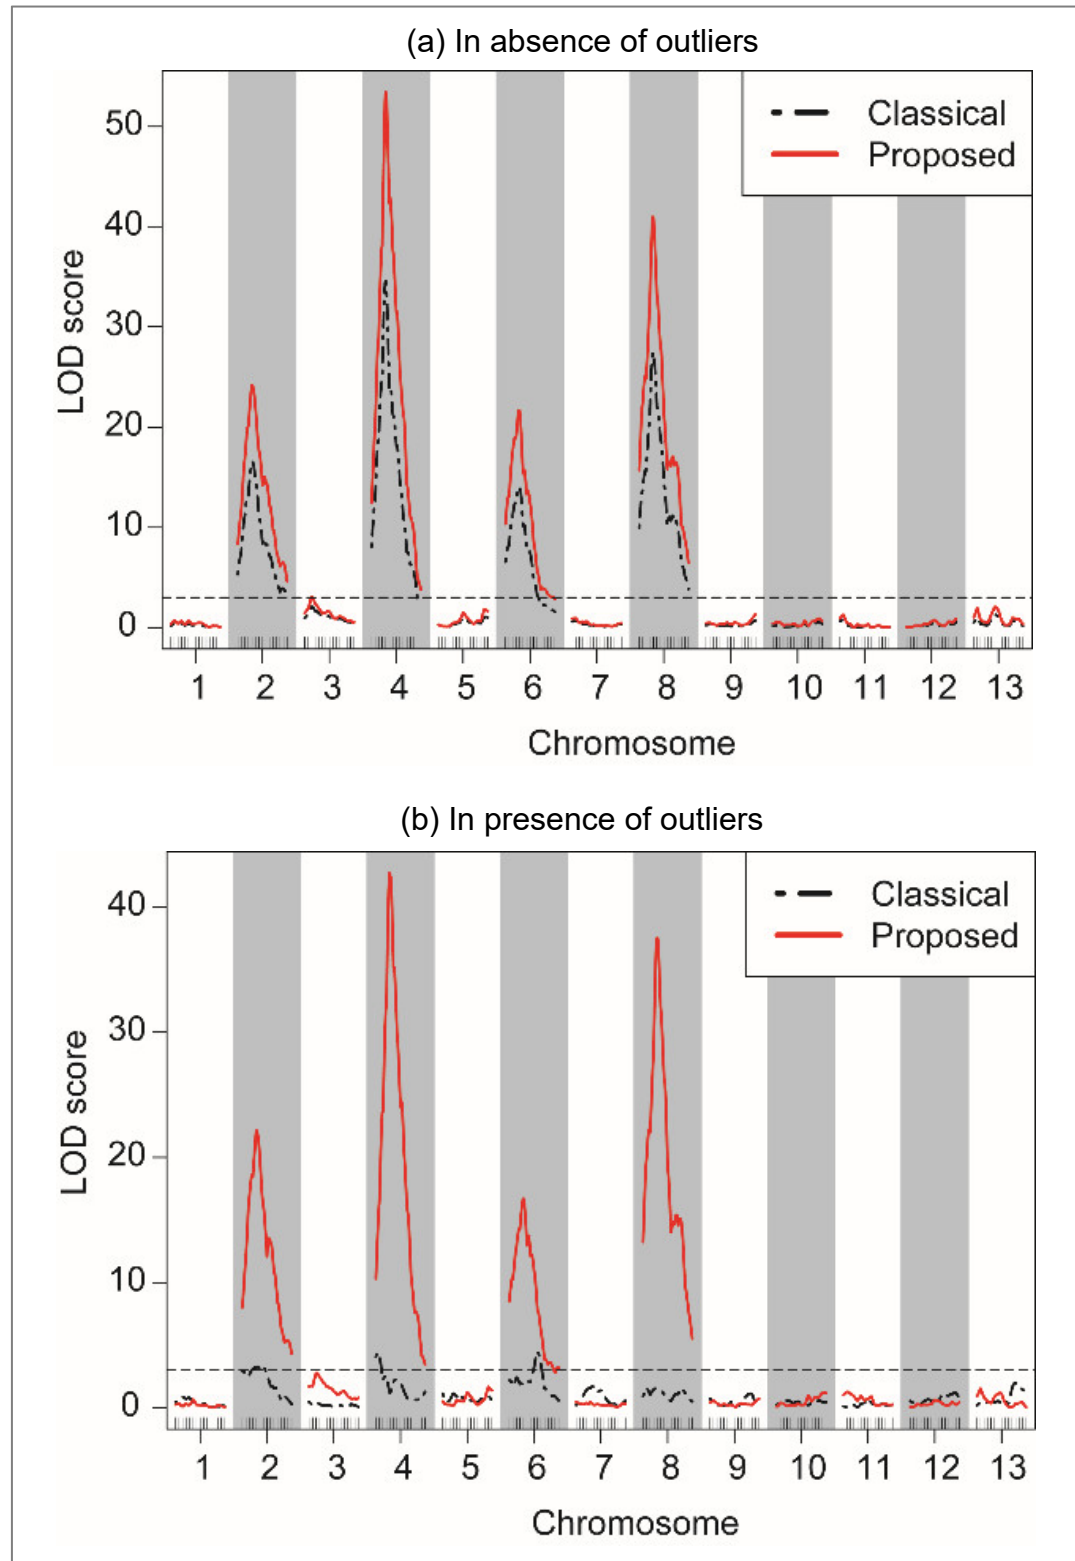 (a) In absence of outliers
Classical
Proposed
50
40
30
20
10
0
LOD score
1 2 3 4 5 6 7 8 9 10 11 12 13
Chromosome
(b) In presence of outliers
Classical
Proposed
40
30
20
10
0
LOD score
1 2 3 4 5 6 7 8 9 10 11 12 13
Chromosome